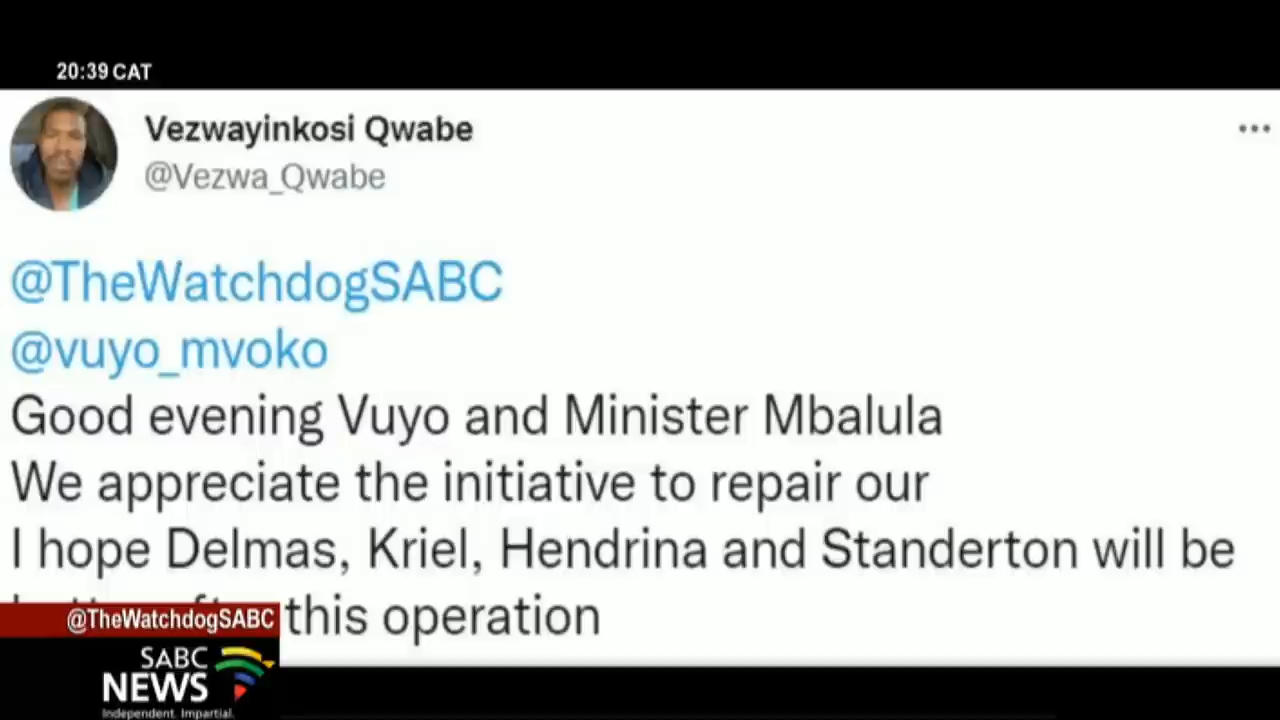 20:39 CAT
Vezwayinkosi Qwabe
@Vezwa_Qwabe
@TheWatchdogSABC
@vuyo_mvoko
Good evening Vuyo and Minister Mbalula
We appreciate the initiative to repair our
I hope Delmas, Kriel, Hendrina and Standerton will be
this operation
@TheWatchdogSABC
SABC
NEWS
Independent. Impartial.